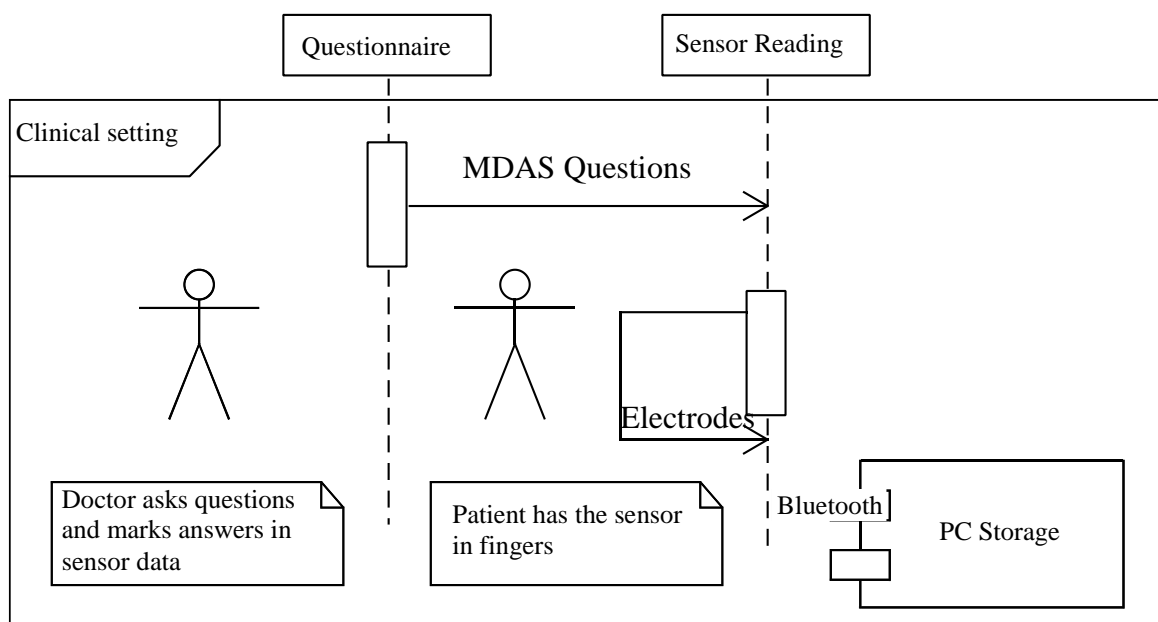 Questionnaire
Sensor Reading
Clinical setting
MDAS Questions
Electrodes
Doctor asks questions
and marks answers in
sensor data
Patient has the sensor
in fingers
Bluetooth
PC Storage